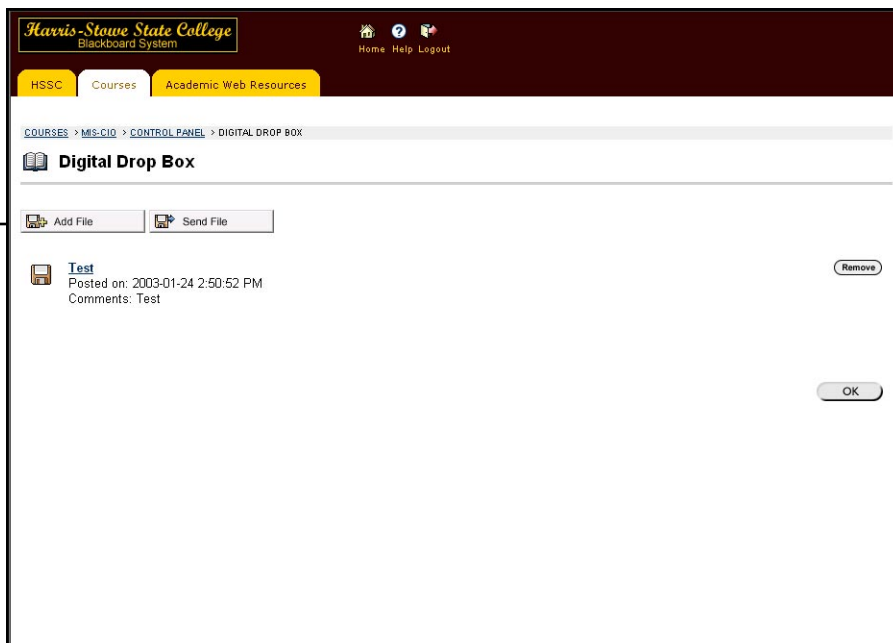 Harris-Stowe State College
Blackboard System
Home Help Logout
HSSC Courses Academic Web Resources
COURSES > MIS-CIO > CONTROL PANEL > DIGITAL DROP BOX
Digital Drop Box
Add File Send File
Test Remove
Posted on: 2003-01-24 2:50:52 PM
Comments: Test
OK